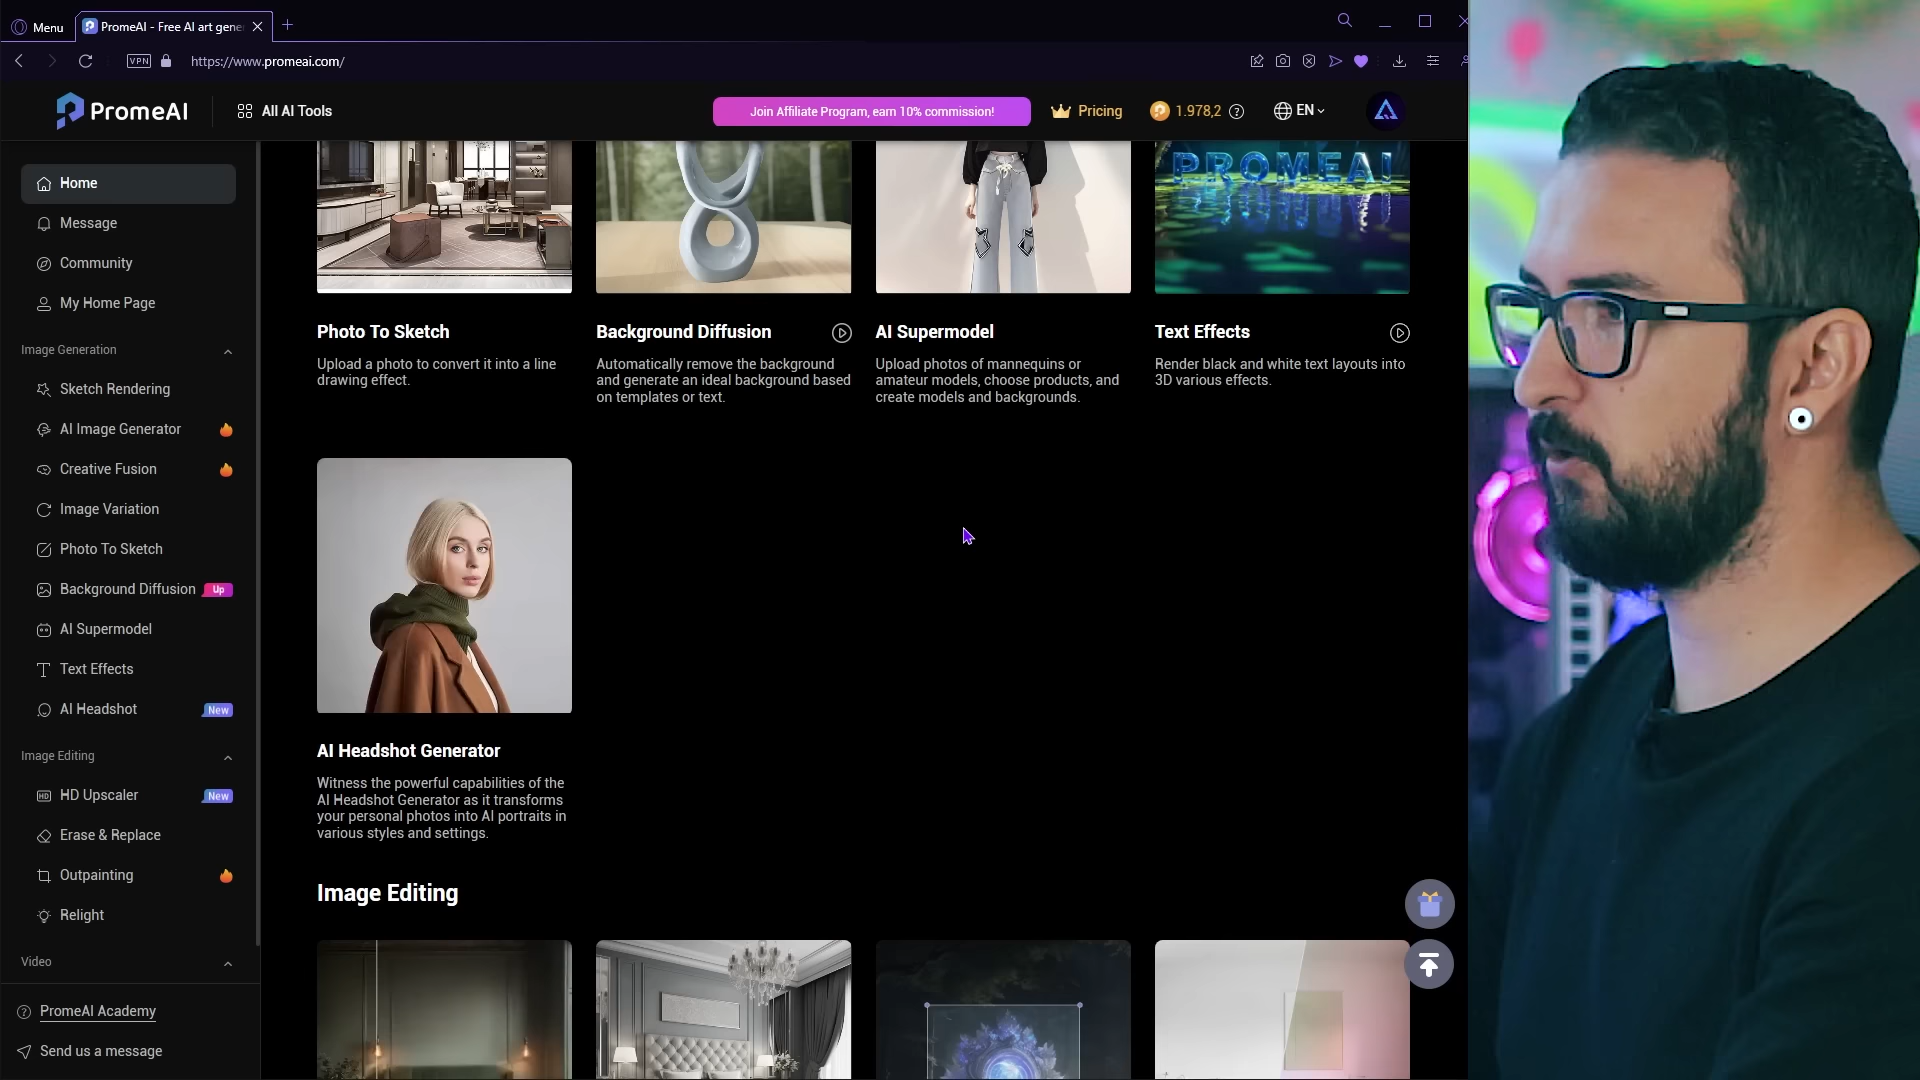 Menu
PromeAI - Free AI art gene
VPN
https://www.promeai.com/
PromeAI
All AI Tools
Join Affiliate Program, earn 10% commission!
Pricing
1.978,2
EN
Home
Message
Community
My Home Page
Image Generation
Sketch Rendering
AI Image Generator
Creative Fusion
Image Variation
Photo To Sketch
Background Diffusion
Up
AI Supermodel
Text Effects
AI Headshot
New
Image Editing
HD Upscaler
New
Erase & Replace
Outpainting
Relight
Video
PromeAI Academy
Send us a message
PROMEAI
Photo To Sketch
Upload a photo to convert it into a line
drawing effect.
Background Diffusion
Automatically remove the background
and generate an ideal background based
on templates or text.
AI Supermodel
Upload photos of mannequins or
amateur models, choose products, and
create models and backgrounds.
Text Effects
Render black and white text layouts into
3D various effects.
AI Headshot Generator
Witness the powerful capabilities of the
AI Headshot Generator as it transforms
your personal photos into AI portraits in
various styles and settings.
Image Editing